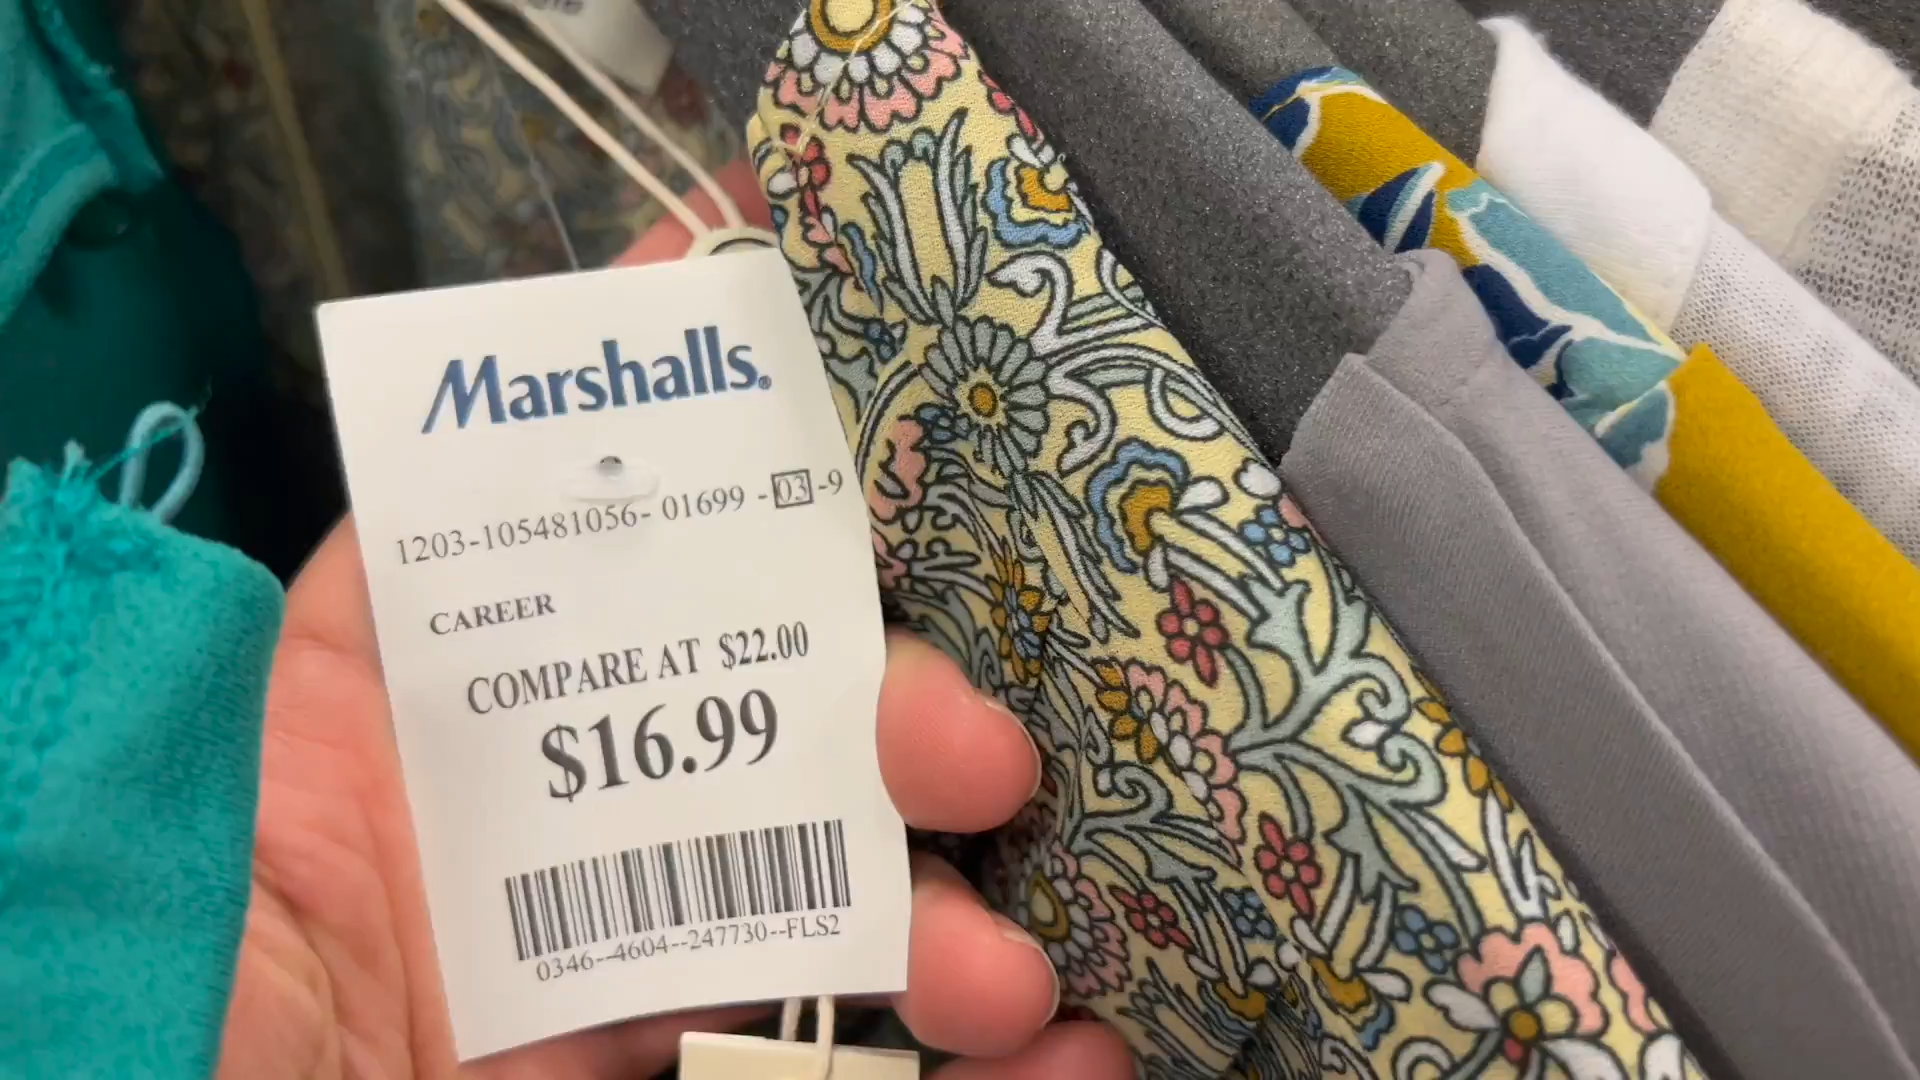 Marshalls®
1203-105481056- 01699 -03-9
CAREER
COMPARE AT $22.00
$16.99
0346--4604--247730--FLS2